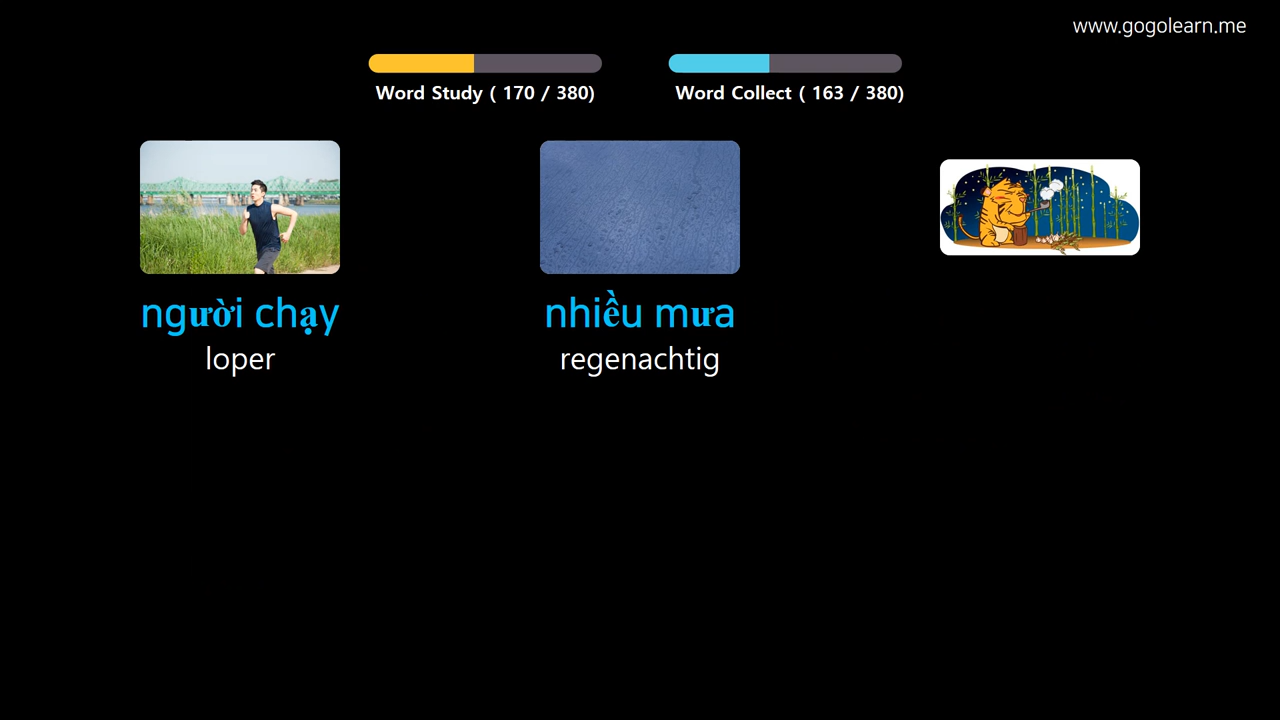 www.gogolearn.me
Word Study ( 170 / 380)
Word Collect ( 163 / 380)
người chạy
loper
nhiều mưa
regenachtig